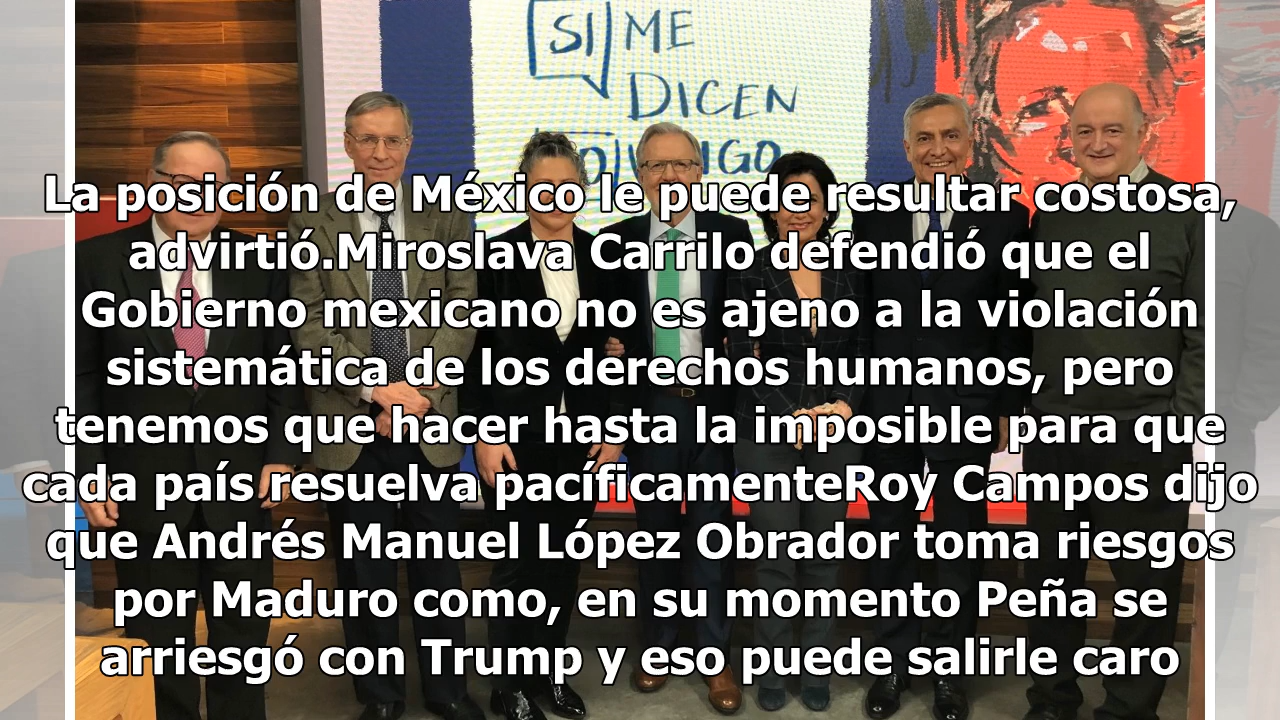 SI ME
DICEN
NO VENGO
La posición de México le puede resultar costosa,
advirtió.Miroslava Carrilo defendió que el
Gobierno mexicano no es ajeno a la violación
sistemática de los derechos humanos, pero
tenemos que hacer hasta la imposible para que
cada país resuelva pacíficamenteRoy Campos dijo
que Andrés Manuel López Obrador toma riesgos
por Maduro como, en su momento Peña se
arriesgó con Trump y eso puede salirle caro